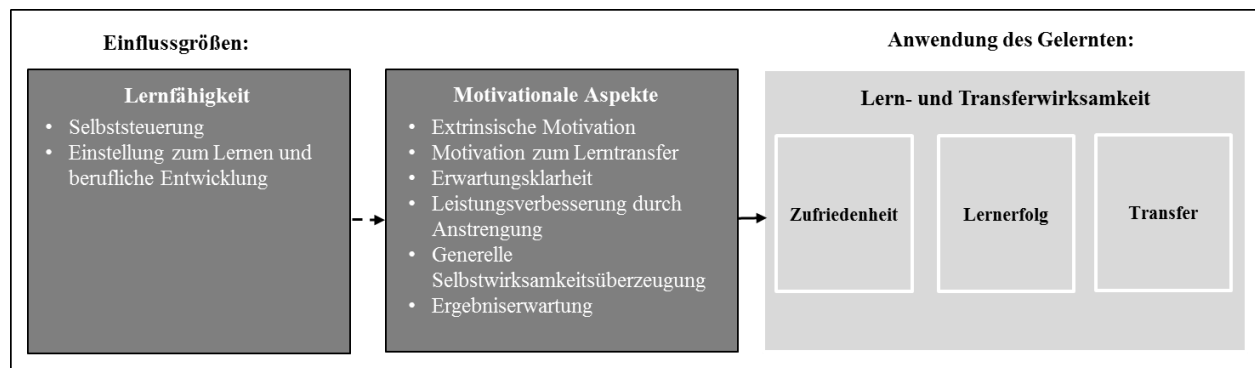 Einflussgrößen:
Lernfähigkeit
• Selbststeuerung
• Einstellung zum Lernen und
berufliche Entwicklung
Motivationale Aspekte
• Extrinsische Motivation
• Motivation zum Lerntransfer
• Erwartungsklarheit
• Leistungsverbesserung durch
Anstrengung
• Generelle
Selbstwirksamkeitsüberzeugung
• Ergebniserwartung
Anwendung des Gelernten:
Lern- und Transferwirksamkeit
Zufriedenheit
Lernerfolg
Transfer